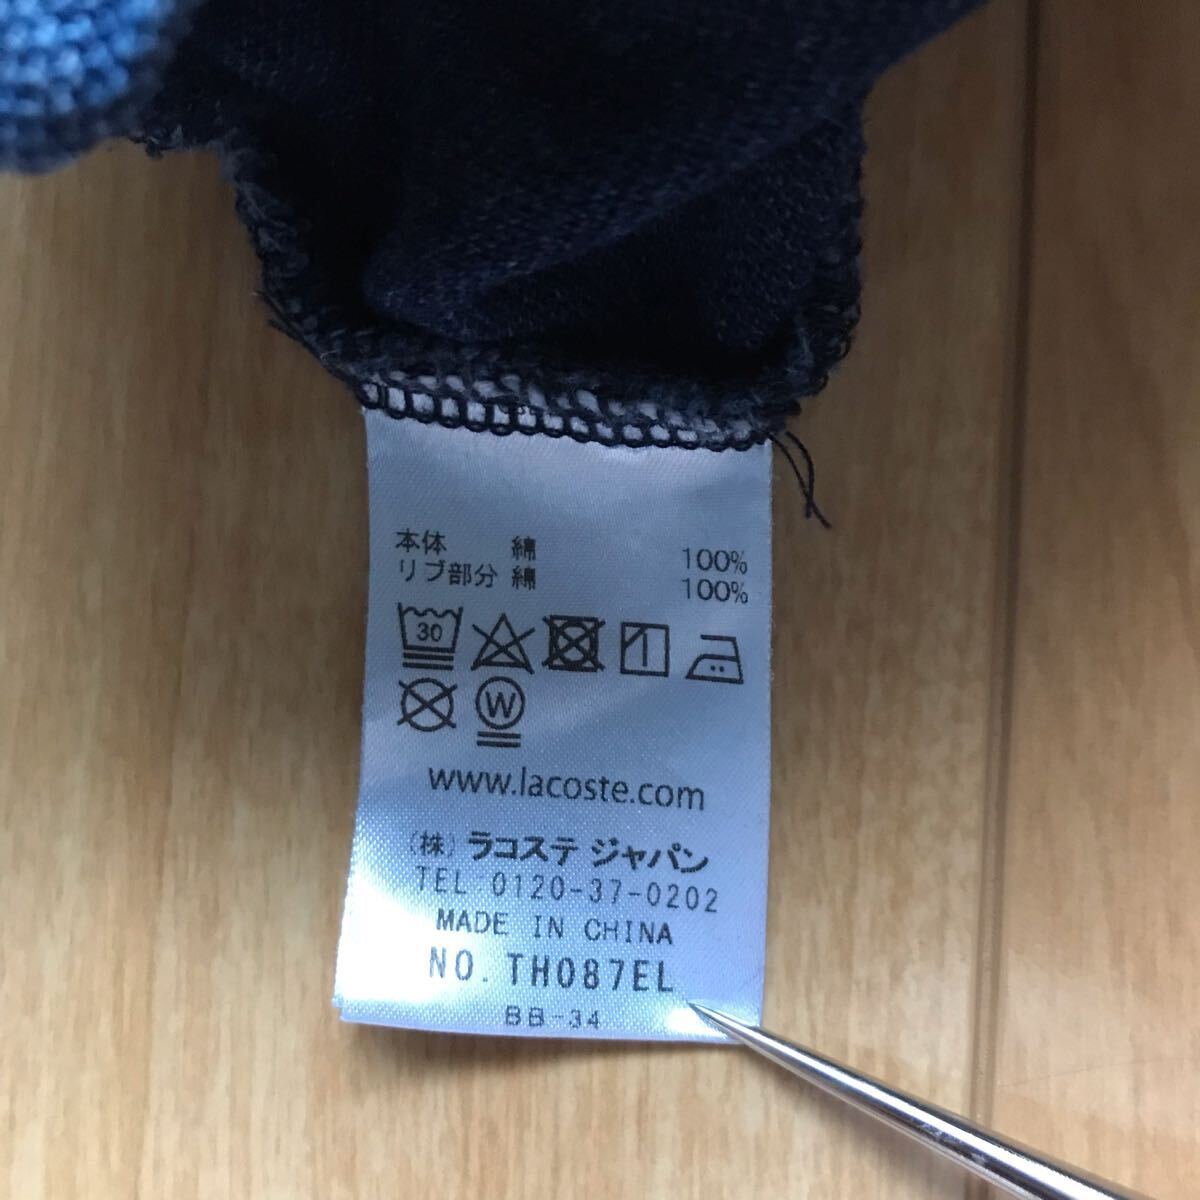 本体 綿 100%
リブ部分 綿 100%
30
W
www.lacoste.com
(株) ラコステ ジャパン
TEL:0120-37-0202
MADE IN CHINA
NO. TH087EL
BB-34